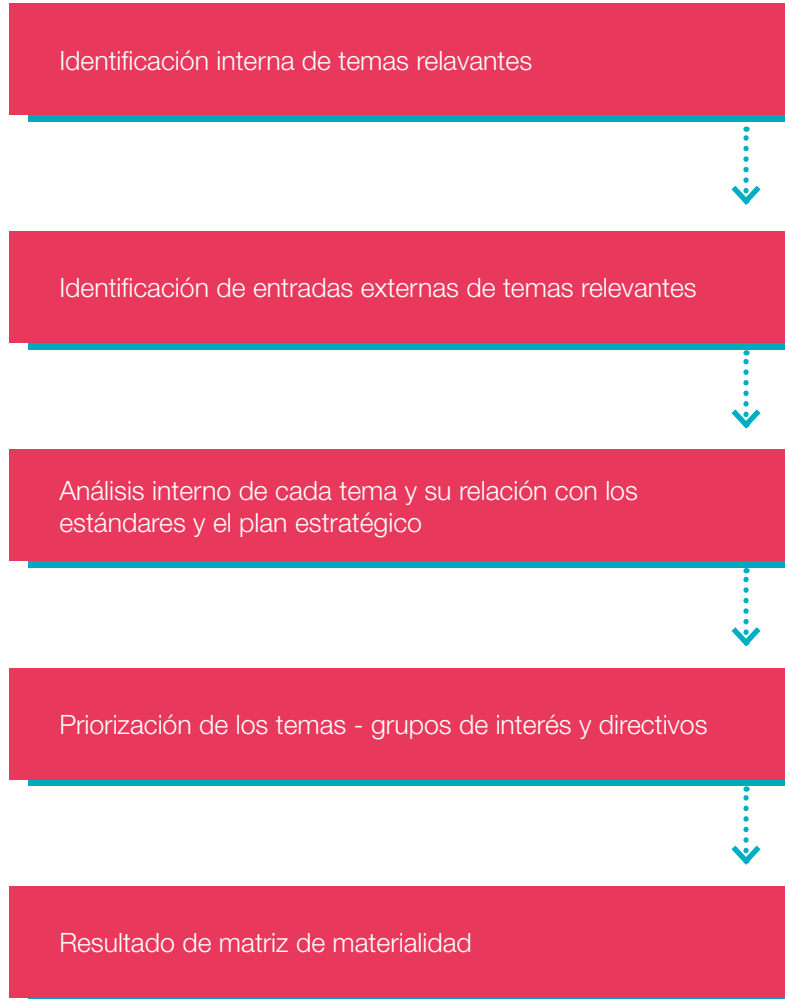 Identificación interna de temas relavantes
Identificación de entradas externas de temas relevantes
Análisis interno de cada tema y su relación con los
estándares y el plan estratégico
Priorización de los temas - grupos de interés y directivos
Resultado de matriz de materialidad